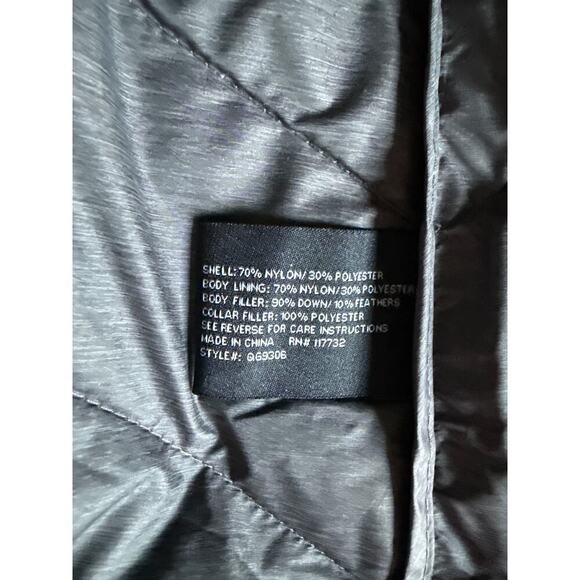 SHELL: 70% NYLON/ 30% POLYESTER
BODY LINING: 70% NYLON/30% POLYESTER
BODY FILLER: 90% DOWN/ 10% FEATHERS
COLLAR FILLER: 100% POLYESTER
SEE REVERSE FOR CARE INSTRUCTIONS
MADE IN CHINA RN# 117732
STYLE#: QG9306